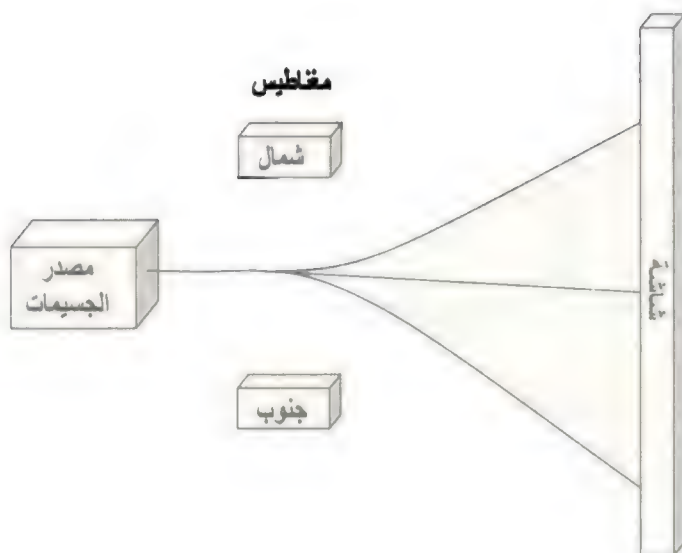 مغناطيس
شمال
مصدر
الجسيمات
شاشة
جنوب